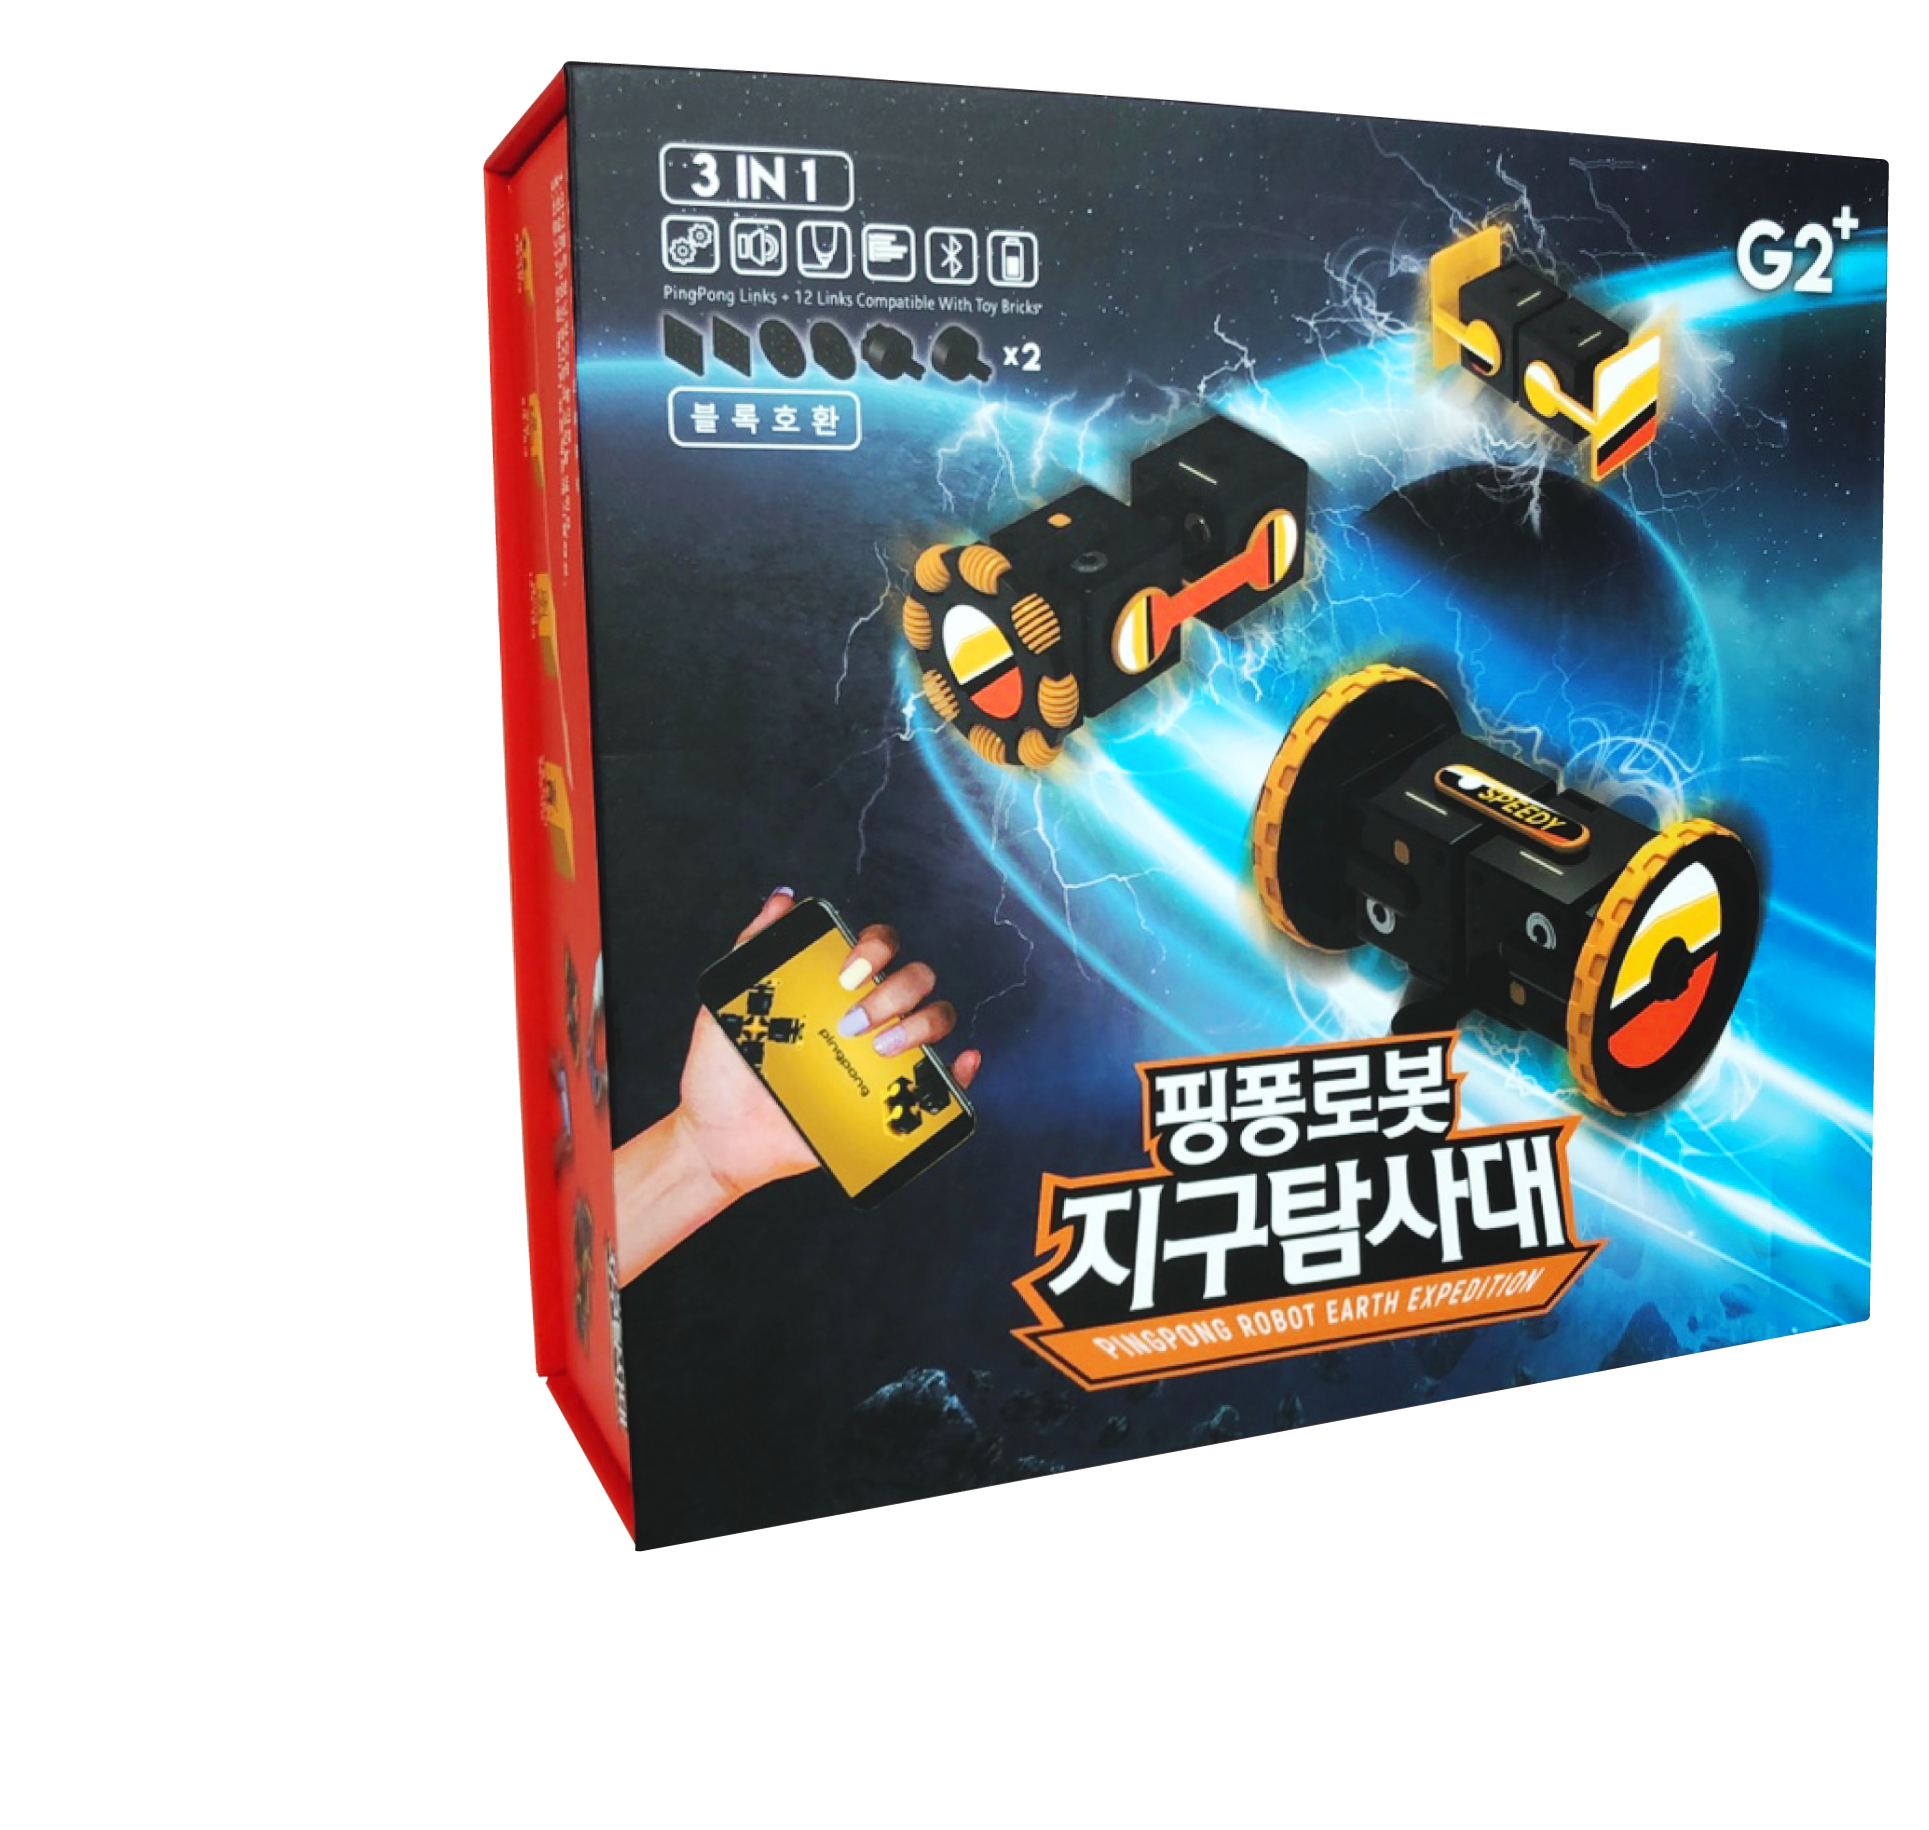 3 IN 1
G2+
PingPong Links + 12 Links Compatible With Toy Bricks
x2
블록호환
SPEEDY
pingpong
핑퐁로봇
지구탐사대
PINGPONG ROBOT EARTH EXPEDITION